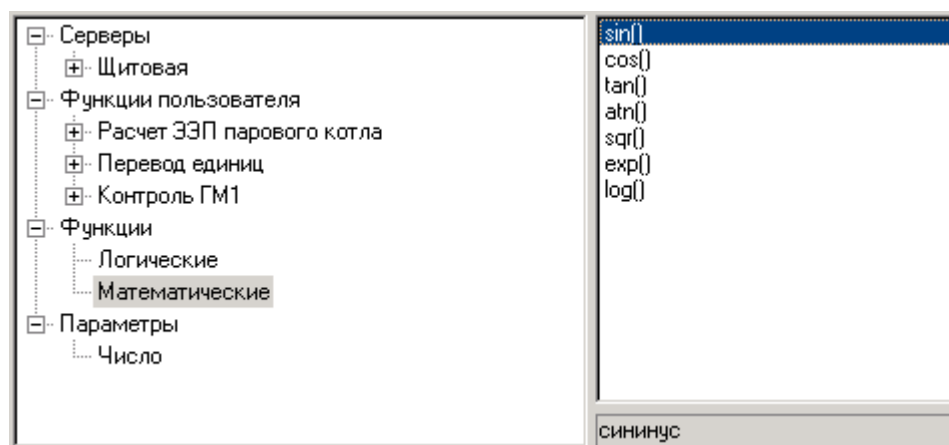 Серверы
Щитовая
Функции пользователя
Расчет ЭЭП парового котла
Перевод единиц
Контроль ГМ1
Функции
Логические
Математические
Параметры
Число
sin()
cos()
tan()
atn()
sqr()
exp()
log()
сининус